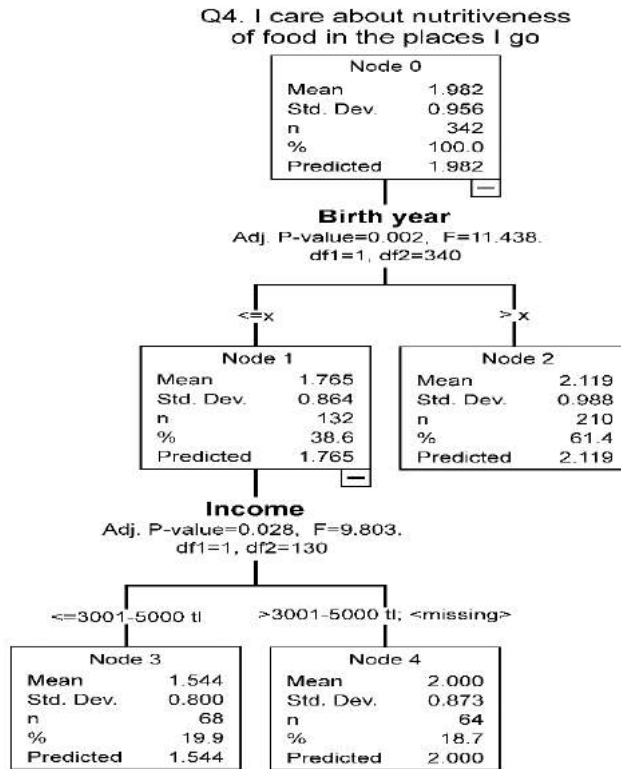 Q4. I care about nutritiveness
of food in the places I go
Node 0
Mean 1.982
Std. Dev. 0.956
n 342
% 100.0
Predicted 1.982
Birth year
Adj. P-value=0.002, F=11.438.
df1=1, df2=340
<=x
> x
Node 1
Mean 1.765
Std. Dev. 0.864
n 132
% 38.6
Predicted 1.765
Node 2
Mean 2.119
Std. Dev. 0.988
n 210
% 61.4
Predicted 2.119
Income
Adj. P-value=0.028, F=9.803.
df1=1, df2=130
<=3001-5000 tl
>3001-5000 tl; <missing>
Node 3
Mean 1.544
Std. Dev. 0.800
n 68
% 19.9
Predicted 1.544
Node 4
Mean 2.000
Std. Dev. 0.873
n 64
% 18.7
Predicted 2.000